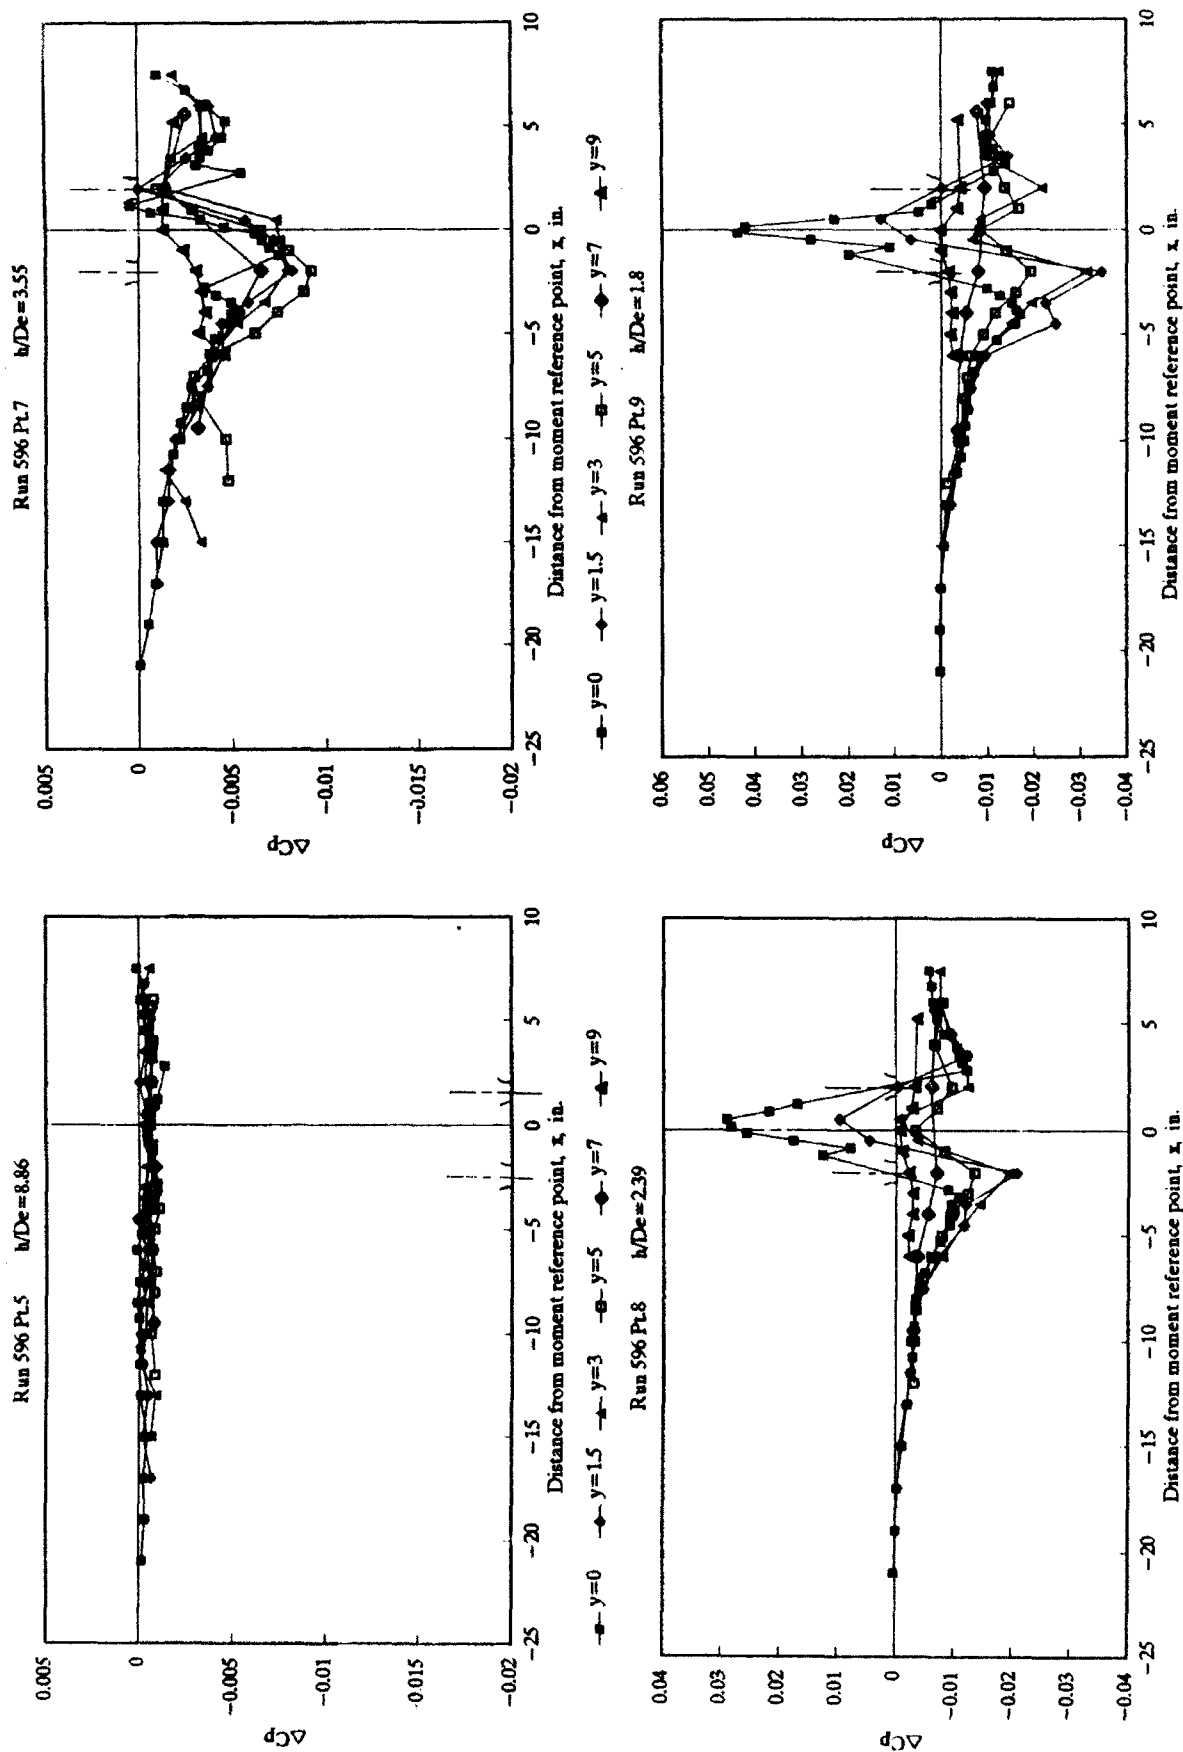 Run 596 Pt.5 h/De=8.86
0.005
0
-0.005
-0.01
-0.015
-0.02
ΔCp
-25 -20 -15 -10 -5 0 5 10
Distance from moment reference point, x, in.
y=0 y=1.5 y=3 y=5 y=7 y=9
Run 596 Pt.7 h/De=3.55
0.005
0
-0.005
-0.01
-0.015
-0.02
ΔCp
-25 -20 -15 -10 -5 0 5 10
Distance from moment reference point, x, in.
y=0 y=1.5 y=3 y=5 y=7 y=9
Run 596 Pt.8 h/De=2.39
0.04
0.03
0.02
0.01
0
-0.01
-0.02
-0.03
-0.04
ΔCp
-25 -20 -15 -10 -5 0 5 10
Distance from moment reference point, x, in.
Run 596 Pt.9 h/De=1.8
0.06
0.05
0.04
0.03
0.02
0.01
0
-0.01
-0.02
-0.03
-0.04
ΔCp
-25 -20 -15 -10 -5 0 5 10
Distance from moment reference point, x, in.